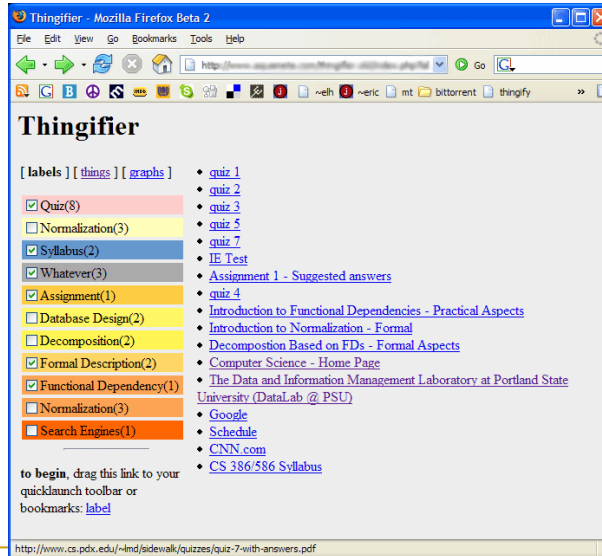 Thingifier - Mozilla Firefox Beta 2
File Edit View Go Bookmarks Tools Help
Go
~elh ~eric mt bittorrent thingify »
Thingifier
[ labels ] [ things ] [ graphs ]
Quiz(8)
Normalization(3)
Syllabus(2)
Whatever(3)
Assignment(1)
Database Design(2)
Decomposition(2)
Formal Description(2)
Functional Dependency(1)
Normalization(3)
Search Engines(1)
to begin, drag this link to your
quicklaunch toolbar or
bookmarks: label
quiz 1
quiz 2
quiz 3
quiz 5
quiz 7
IE Test
Assignment 1 - Suggested answers
quiz 4
Introduction to Functional Dependencies - Practical Aspects
Introduction to Normalization - Formal
Decompostion Based on FDs - Formal Aspects
Computer Science - Home Page
The Data and Information Management Laboratory at Portland State
University (DataLab @ PSU)
Google
Schedule
CNN.com
CS 386/586 Syllabus
http://www.cs.pdx.edu/~lmd/sidewalk/quizzes/quiz-7-with-answers.pdf